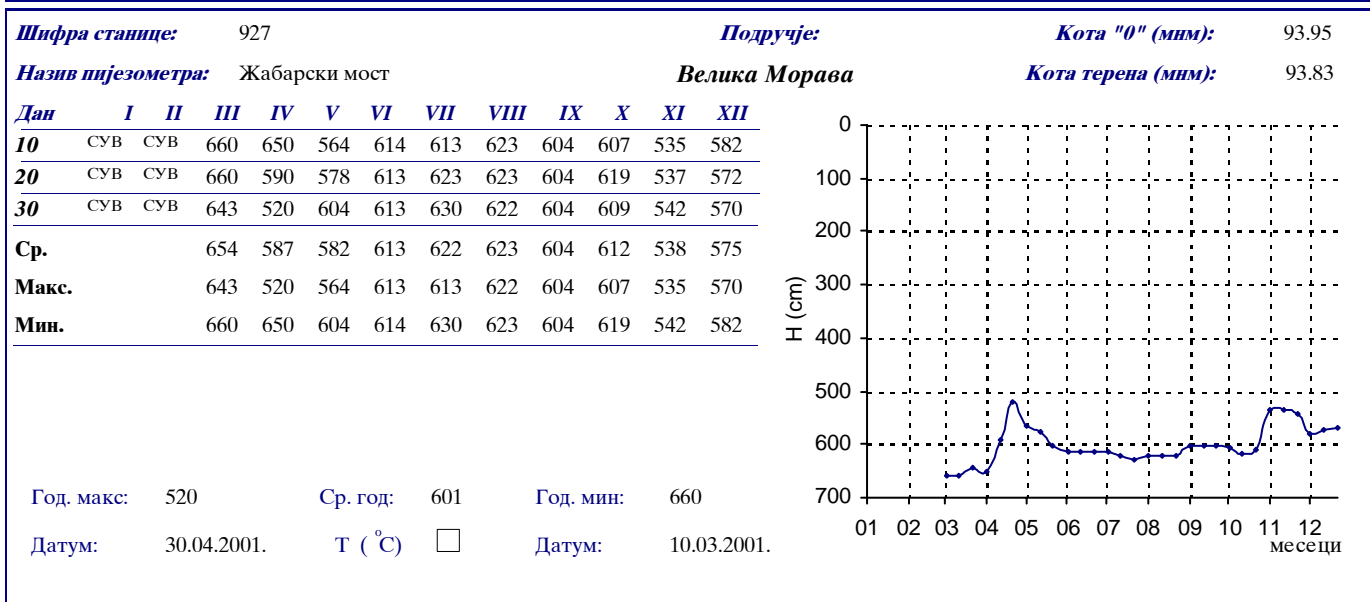 Шифра станице: 927 Подручје: Кота "0" (мнм): 93.95
Назив пијезометра: Жабарски мост Велика Морава Кота терена (мнм): 93.83
Дан I II III IV V VI VII VIII IX X XI XII
10 СУВ СУВ 660 650 564 614 613 623 604 607 535 582
20 СУВ СУВ 660 590 578 613 623 623 604 619 537 572
30 СУВ СУВ 643 520 604 613 630 622 604 609 542 570
Ср. 654 587 582 613 622 623 604 612 538 575
Макс. 643 520 564 613 613 622 604 607 535 570
Мин. 660 650 604 614 630 623 604 619 542 582
0
100
200
300
400
500
600
700
H (cm)
01 02 03 04 05 06 07 08 09 10 11 12
месеци
Год. макс: 520 Ср. год: 601 Год. мин: 660
Датум: 30.04.2001. Т ( °C) Датум: 10.03.2001.